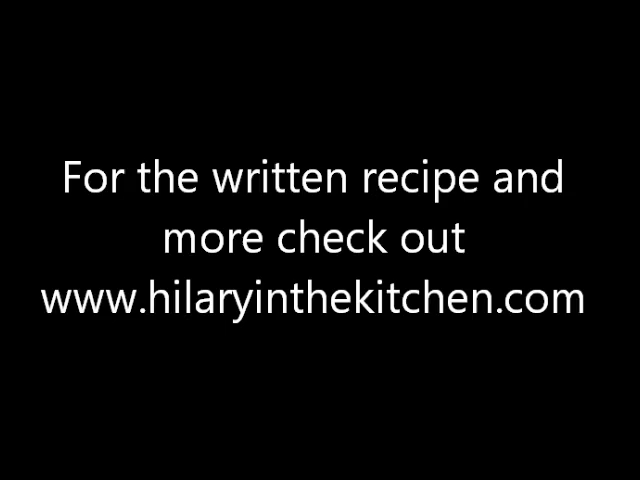 For the written recipe and
more check out
www.hilaryinthekitchen.com